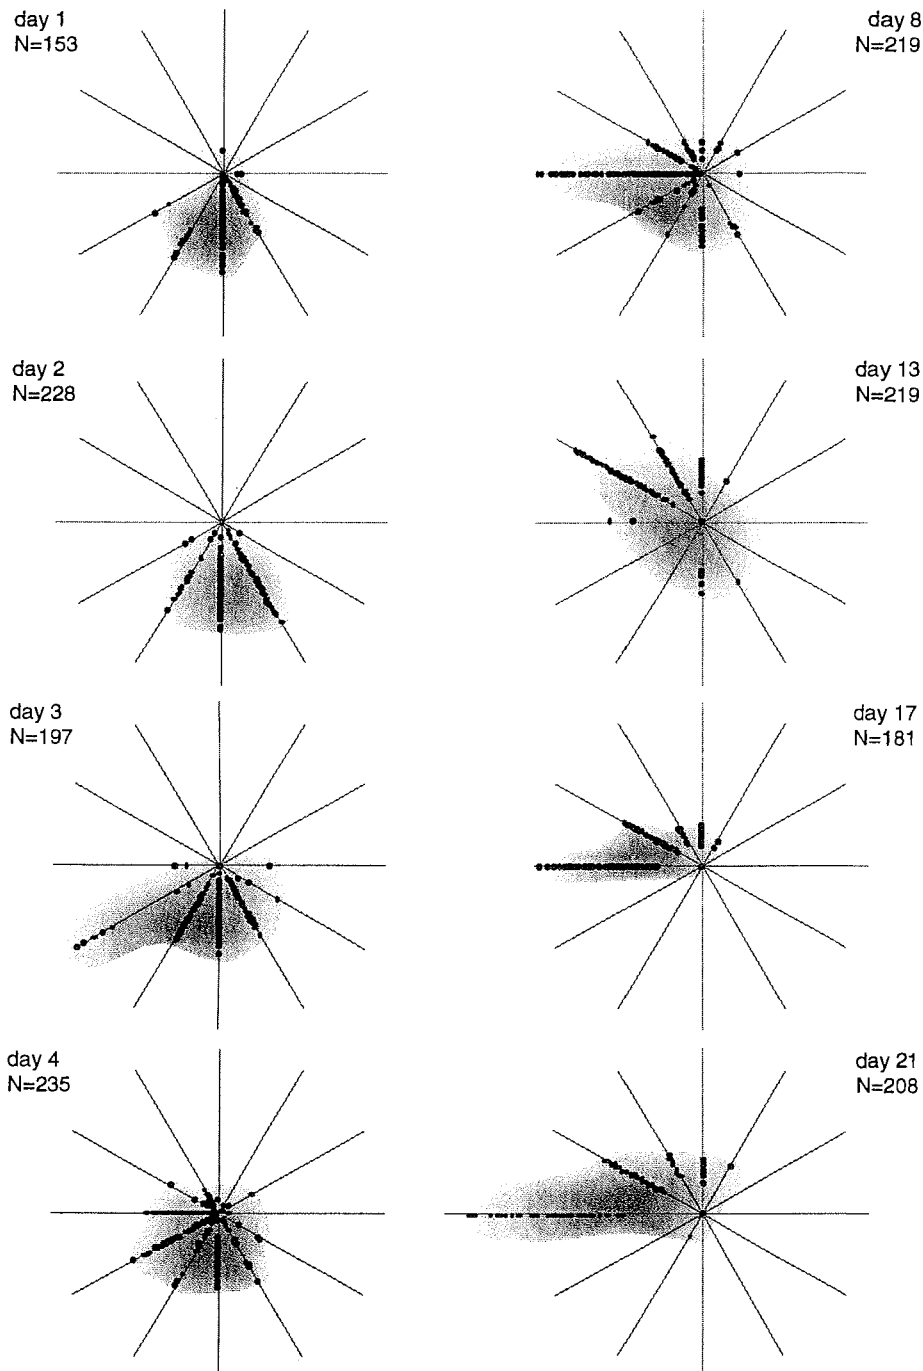 day 1
N=153
day 8
N=219
day 2
N=228
day 13
N=219
day 3
N=197
day 17
N=181
day 4
N=235
day 21
N=208